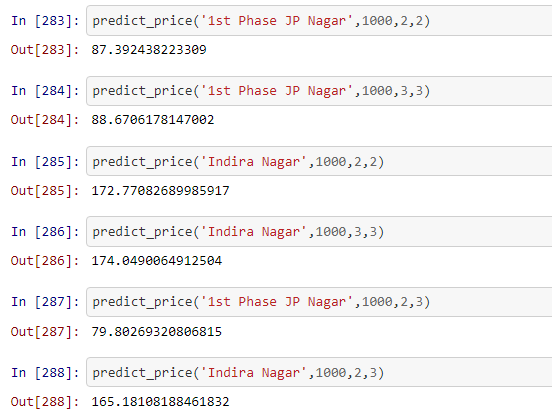 In [283]: predict_price('1st Phase JP Nagar',1000,2,2)
Out[283]: 87.392438223309
In [284]: predict_price('1st Phase JP Nagar',1000,3,3)
Out[284]: 88.6706178147002
In [285]: predict_price('Indira Nagar',1000,2,2)
Out[285]: 172.77082689985917
In [286]: predict_price('Indira Nagar',1000,3,3)
Out[286]: 174.0490064912504
In [287]: predict_price('1st Phase JP Nagar',1000,2,3)
Out[287]: 79.80269320806815
In [288]: predict_price('Indira Nagar',1000,2,3)
Out[288]: 165.18108188461832